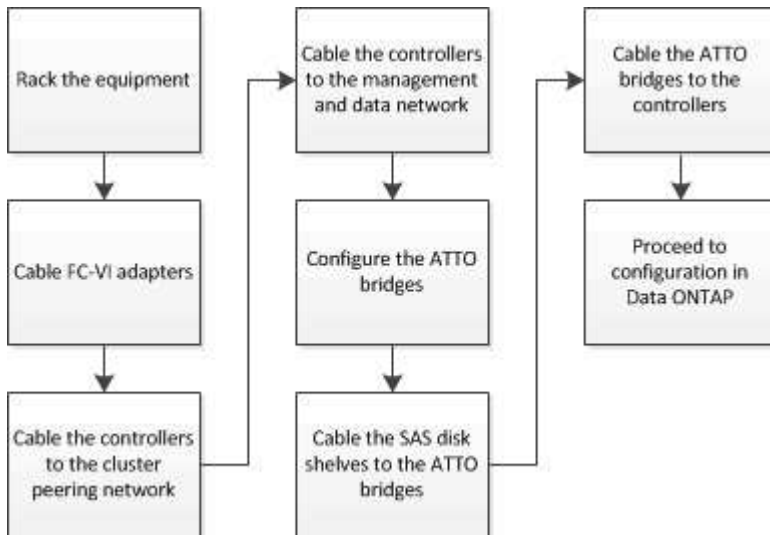 Rack the equipment
Cable FC-VI adapters
Cable the controllers
to the cluster
peering network
Cable the controllers
to the management
and data network
Configure the ATTO
bridges
Cable the SAS disk
shelves to the ATTO
bridges
Cable the ATTO
bridges to the
controllers
Proceed to
configuration in
Data ONTAP